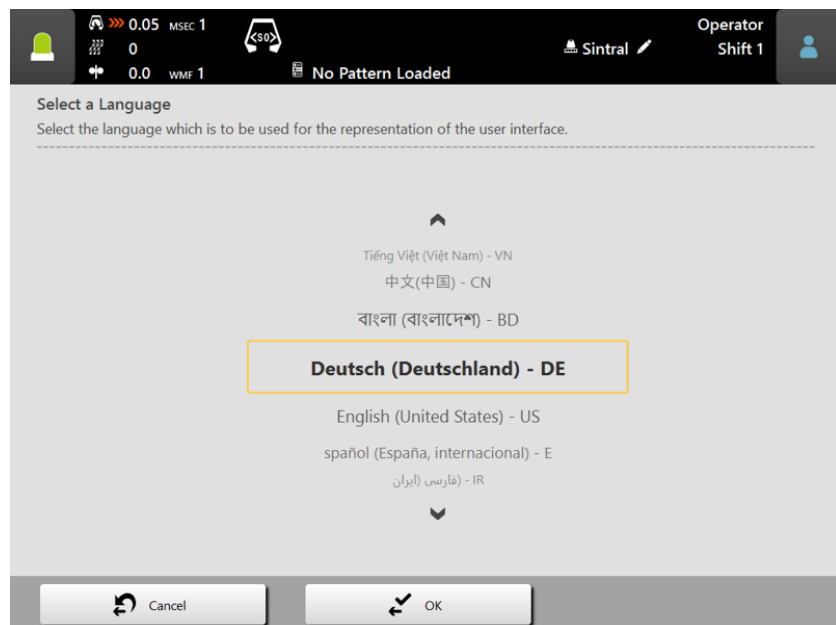 0.05 MSEC 1
Operator
<SO>
0
Sintral
Shift 1
0.0 WMF 1
No Pattern Loaded
Select a Language
Select the language which is to be used for the representation of the user interface.
Tiếng Việt (Việt Nam) - VN
中文(中国) - CN
বাংলা (বাংলাদেশ) - BD
Deutsch (Deutschland) - DE
English (United States) - US
spañol (España, internacional) - E
فارسی (ایران) - IR
Cancel
OK